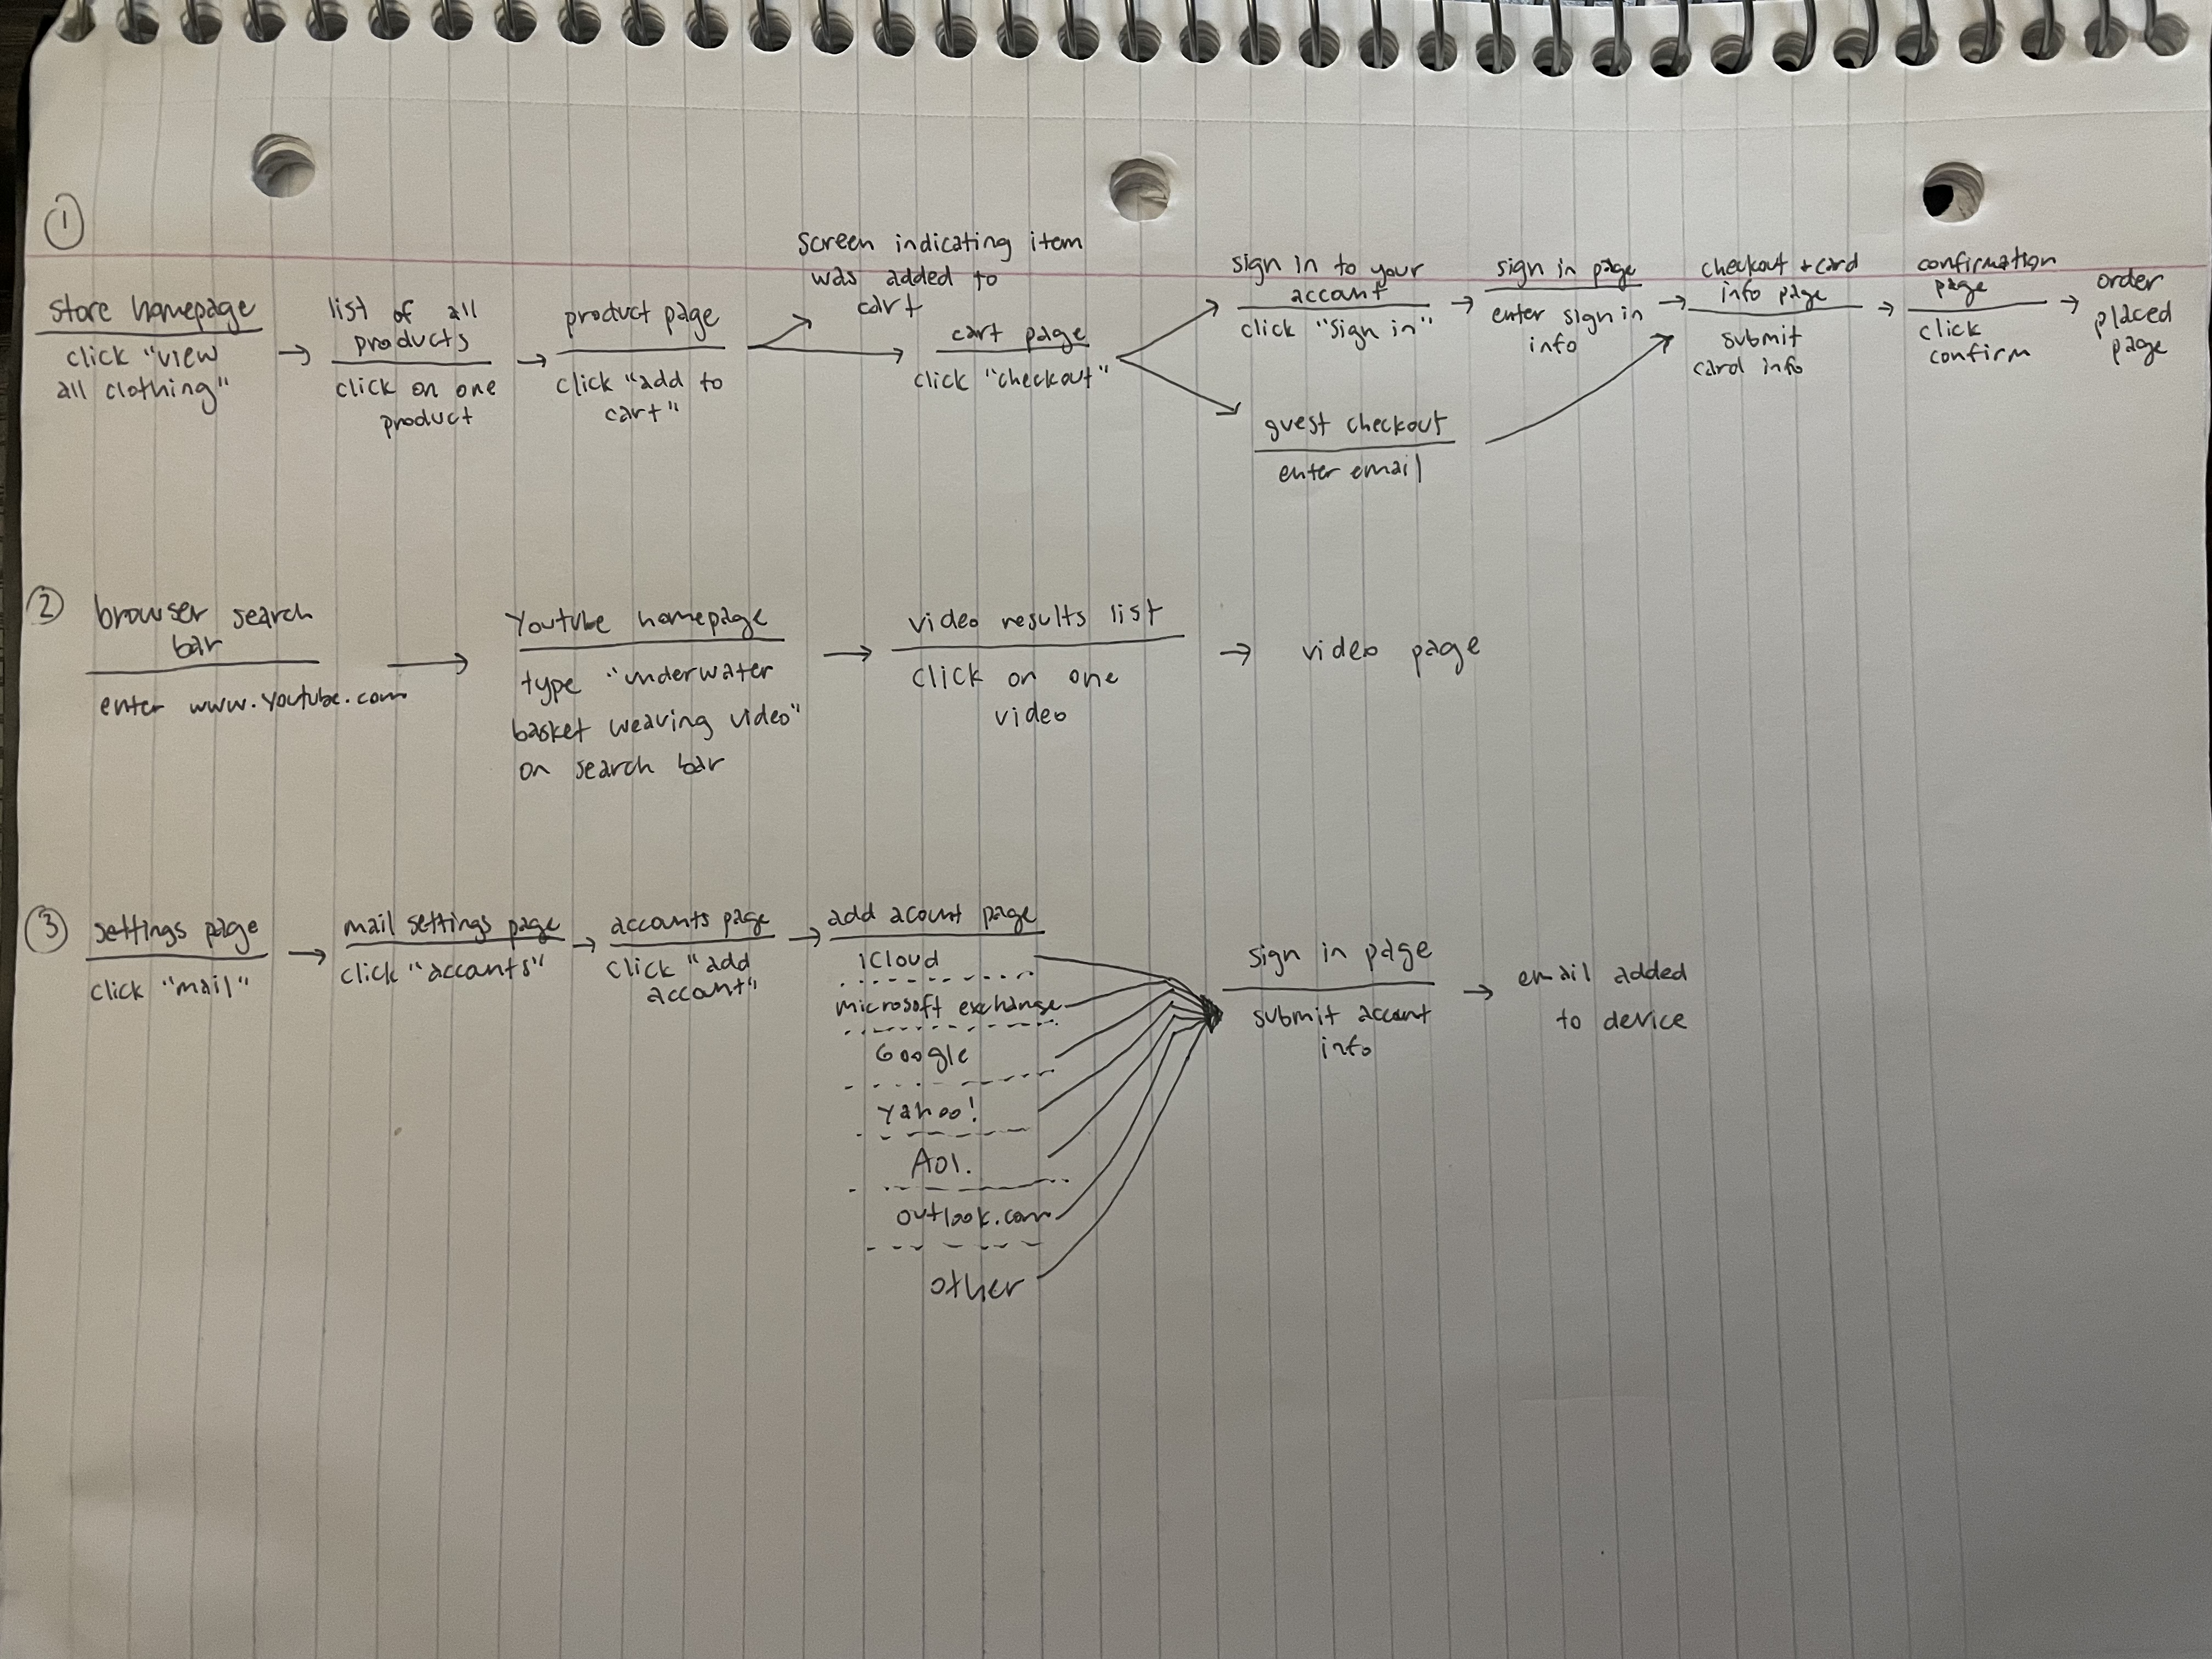 ①
store homepage
click "view
all clothing"
→ list of all
products
click on one
product
→ product page
click "add to
cart"
screen indicating item
was added to
cart
cart page
click "checkout"
sign in to your
account
click "sign in"
→ sign in page
enter sign in
info
guest checkout
enter email
→ checkout + card
info page
submit
card info
→ confirmation
page
click
confirm
→ order
placed
page
②
browser search
bar
enter www.youtube.com
→ Youtube homepage
type "underwater
basket weaving video"
on search bar
→ video results list
click on one
video
→ video page
③
settings page
click "mail"
→ mail settings page
click "accounts"
→ accounts page
click "add
account"
→ add acount page
icloud
microsoft exchange
Google
Yahoo!
Aol.
outlook.com
other
sign in page
submit account
info
→ email added
to device